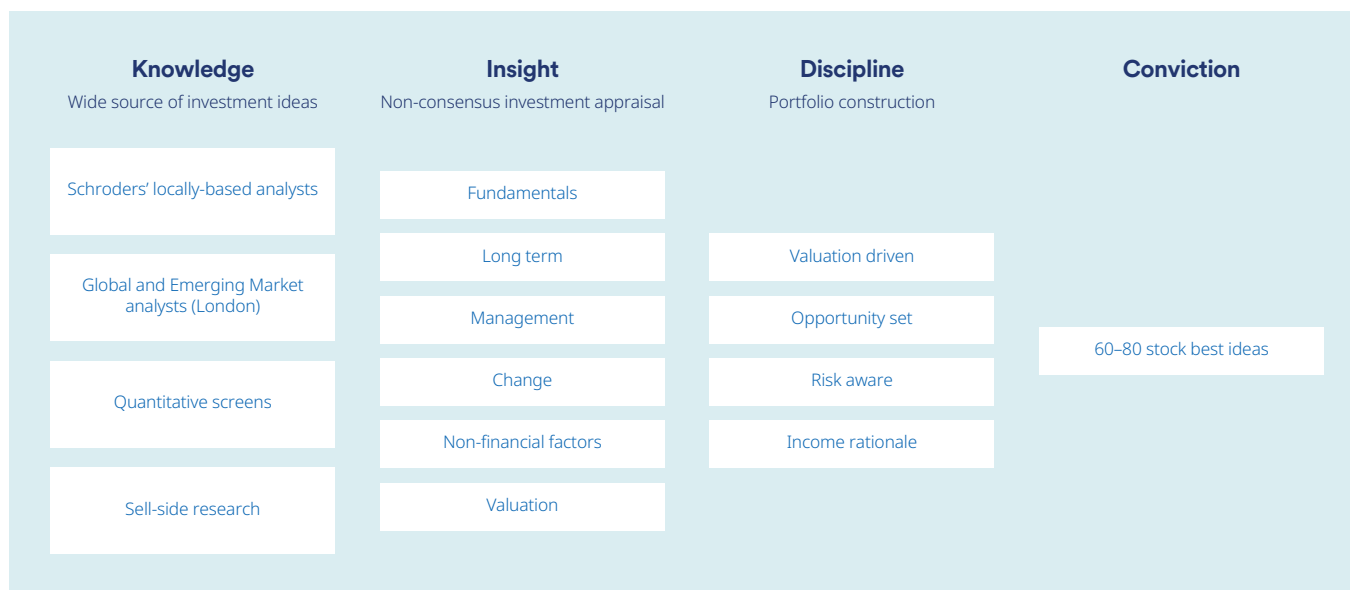 Knowledge
Wide source of investment ideas
Schroders’ locally-based analysts
Global and Emerging Market
analysts (London)
Quantitative screens
Sell-side research
Insight
Non-consensus investment appraisal
Fundamentals
Long term
Management
Change
Non-financial factors
Valuation
Discipline
Portfolio construction
Valuation driven
Opportunity set
Risk aware
Income rationale
Conviction
60–80 stock best ideas